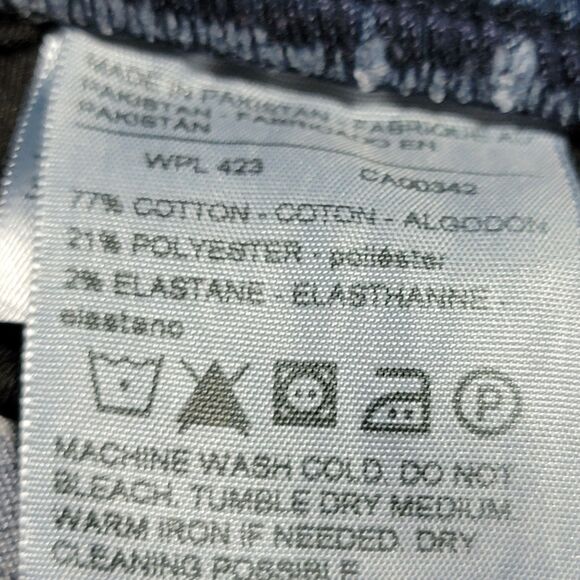 MADE IN PAKISTAN - FABRIQUE AU
PAKISTAN - FABRICADO EN
PAKISTÁN
WPL 423 CA00342
77% COTTON - COTON - ALGODON
21% POLYESTER - poliéster
2% ELASTANE - ELASTHANNE -
elastano
P
MACHINE WASH COLD. DO NOT
BLEACH. TUMBLE DRY MEDIUM.
WARM IRON IF NEEDED. DRY
CLEANING POSSIBLE